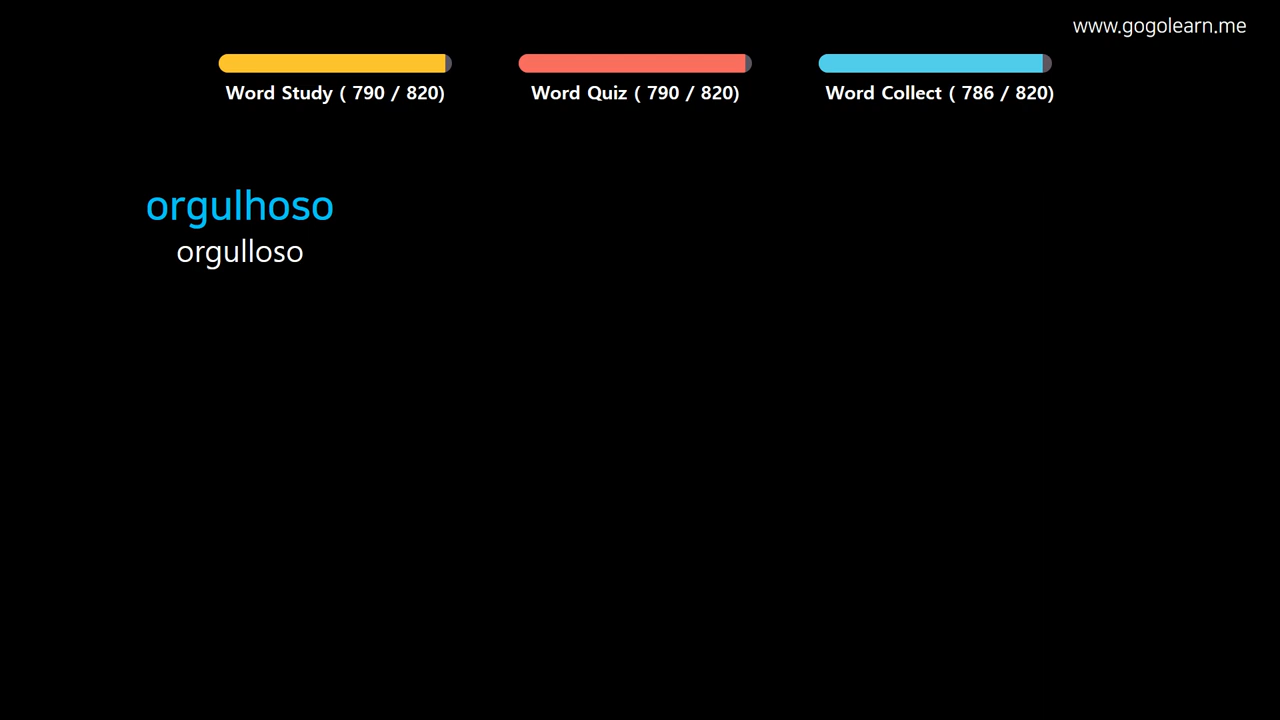 www.gogolearn.me
Word Study ( 790 / 820)
Word Quiz ( 790 / 820)
Word Collect ( 786 / 820)
orgulhoso
orgulloso